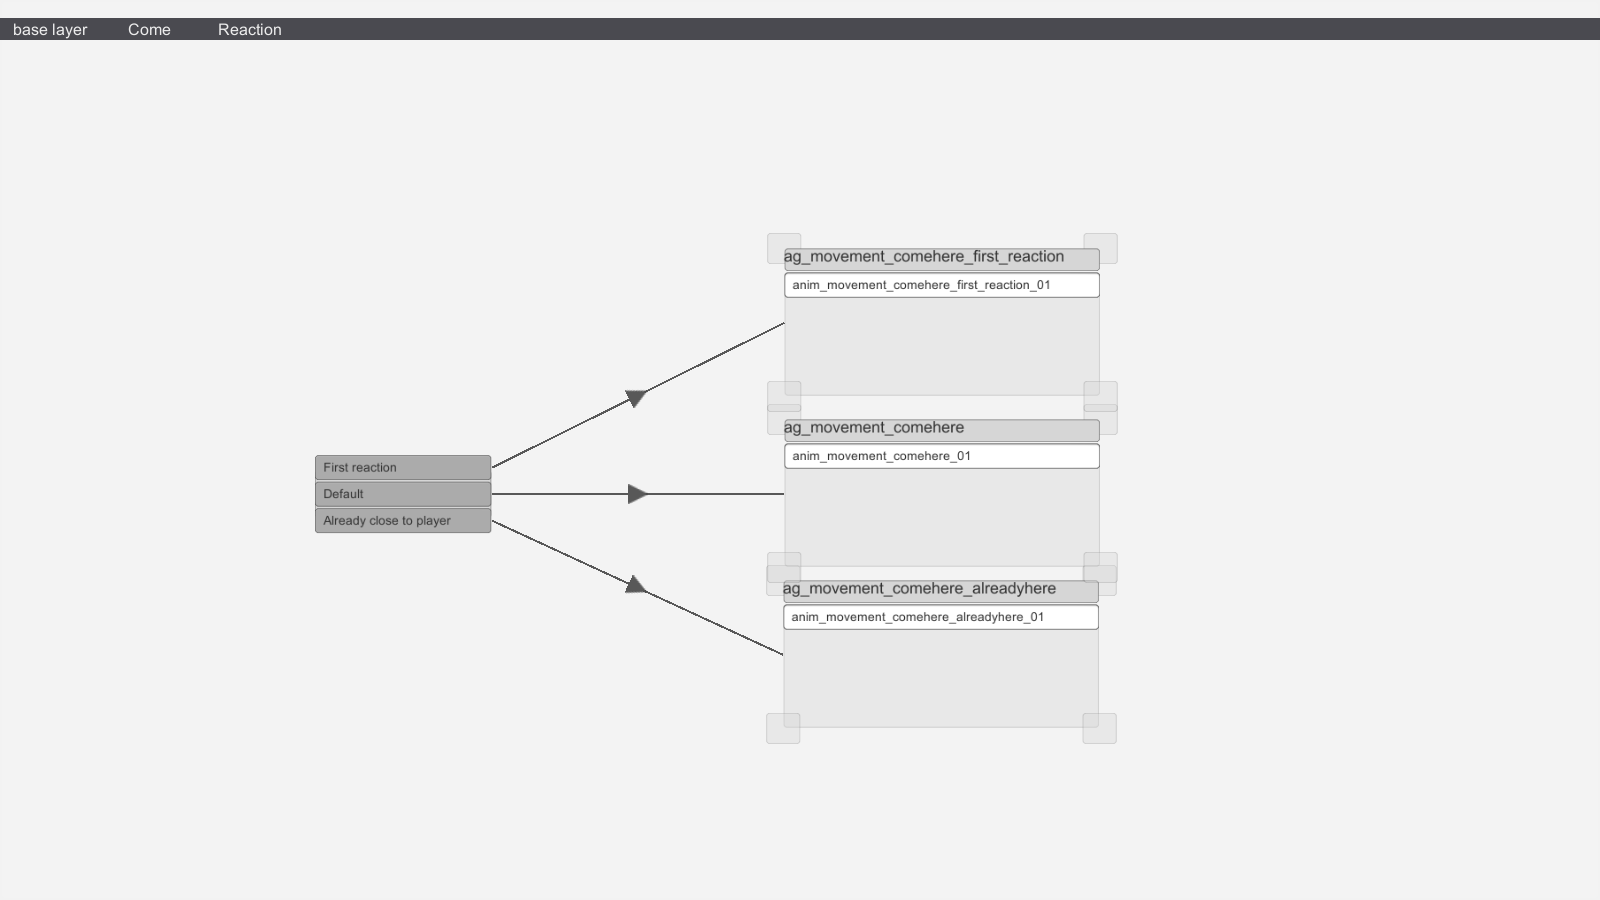 base layer Come Reaction
ag_movement_comehere_first_reaction
anim_movement_comehere_first_reaction_01
ag_movement_comehere
anim_movement_comehere_01
First reaction
Default
Already close to player
ag_movement_comehere_alreadyhere
anim_movement_comehere_alreadyhere_01